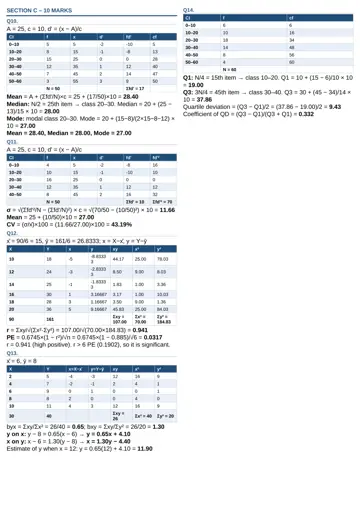 SECTION C – 10 MARKS
Q10.
A = 25, c = 10, d' = (x − A)/c
CI f x d' fd' cf
0–10 5 5 -2 -10 5
10–20 8 15 -1 -8 13
20–30 15 25 0 0 28
30–40 12 35 1 12 40
40–50 7 45 2 14 47
50–60 3 55 3 9 50
N = 50 Σfd' = 17
Mean = A + (Σfd'/N)×c = 25 + (17/50)×10 = 28.40
Median: N/2 = 25th item → class 20–30. Median = 20 + (25 −
13)/15 × 10 = 28.00
Mode: modal class 20–30. Mode = 20 + (15−8)/(2×15−8−12) ×
10 = 27.00
Mean = 28.40, Median = 28.00, Mode = 27.00
Q11.
A = 25, c = 10, d' = (x − A)/c
CI f x d' fd' fd'²
0–10 4 5 -2 -8 16
10–20 10 15 -1 -10 10
20–30 16 25 0 0 0
30–40 12 35 1 12 12
40–50 8 45 2 16 32
N = 50 Σfd' = 10 Σfd'² = 70
σ = √(Σfd'²/N − (Σfd'/N)²) × c = √(70/50 − (10/50)²) × 10 = 11.66
Mean = 25 + (10/50)×10 = 27.00
CV = (σ/x̄)×100 = (11.66/27.00)×100 = 43.19%
Q12.
x̄ = 90/6 = 15, ȳ = 161/6 = 26.8333; x = X−x̄, y = Y−ȳ
X Y x y xy x² y²
10 18 -5 -8.83333 44.17 25.00 78.03
12 24 -3 -2.83333 8.50 9.00 8.03
14 25 -1 -1.83333 1.83 1.00 3.36
16 30 1 3.16667 3.17 1.00 10.03
18 28 3 1.16667 3.50 9.00 1.36
20 36 5 9.16667 45.83 25.00 84.03
90 161 Σxy = 107.00 Σx² = 70.00 Σy² = 184.83
r = Σxy/√(Σx²·Σy²) = 107.00/√(70.00×184.83) = 0.941
PE = 0.6745×(1 − r²)/√n = 0.6745×(1 − 0.885)/√6 = 0.0317
r = 0.941 (high positive). r > 6 PE (0.1902), so it is significant.
Q13.
x̄ = 6, ȳ = 8
X Y x=X−x̄ y=Y−ȳ xy x² y²
2 5 -4 -3 12 16 9
4 7 -2 -1 2 4 1
6 9 0 1 0 0 1
8 8 2 0 0 4 0
10 11 4 3 12 16 9
30 40 Σxy = 26 Σx² = 40 Σy² = 20
byx = Σxy/Σx² = 26/40 = 0.65; bxy = Σxy/Σy² = 26/20 = 1.30
y on x: y − 8 = 0.65(x − 6) → y = 0.65x + 4.10
x on y: x − 6 = 1.30(y − 8) → x = 1.30y − 4.40
Estimate of y when x = 12: y = 0.65(12) + 4.10 = 11.90
Q14.
CI f cf
0–10 6 6
10–20 10 16
20–30 18 34
30–40 14 48
40–50 8 56
50–60 4 60
N = 60
Q1: N/4 = 15th item → class 10–20. Q1 = 10 + (15 − 6)/10 × 10
= 19.00
Q3: 3N/4 = 45th item → class 30–40. Q3 = 30 + (45 − 34)/14 ×
10 = 37.86
Quartile deviation = (Q3 − Q1)/2 = (37.86 − 19.00)/2 = 9.43
Coefficient of QD = (Q3 − Q1)/(Q3 + Q1) = 0.332